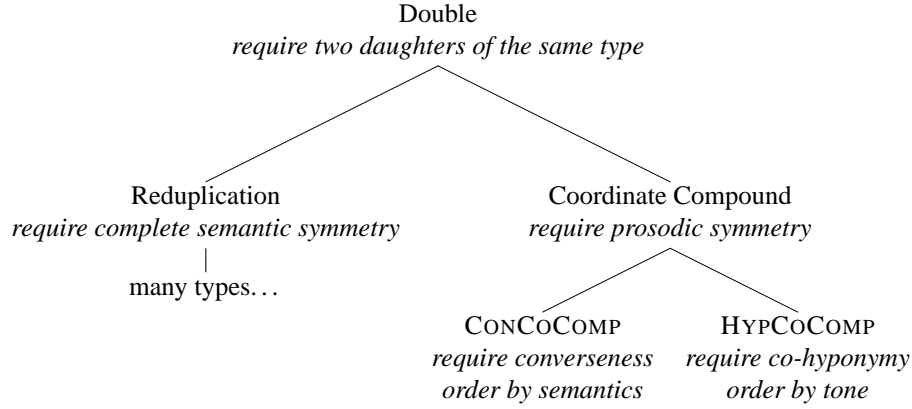 Double
require two daughters of the same type
Reduplication
require complete semantic symmetry
many types...
Coordinate Compound
require prosodic symmetry
CONCOCOMP
require converseness
order by semantics
HYPCOCOMP
require co-hyponymy
order by tone